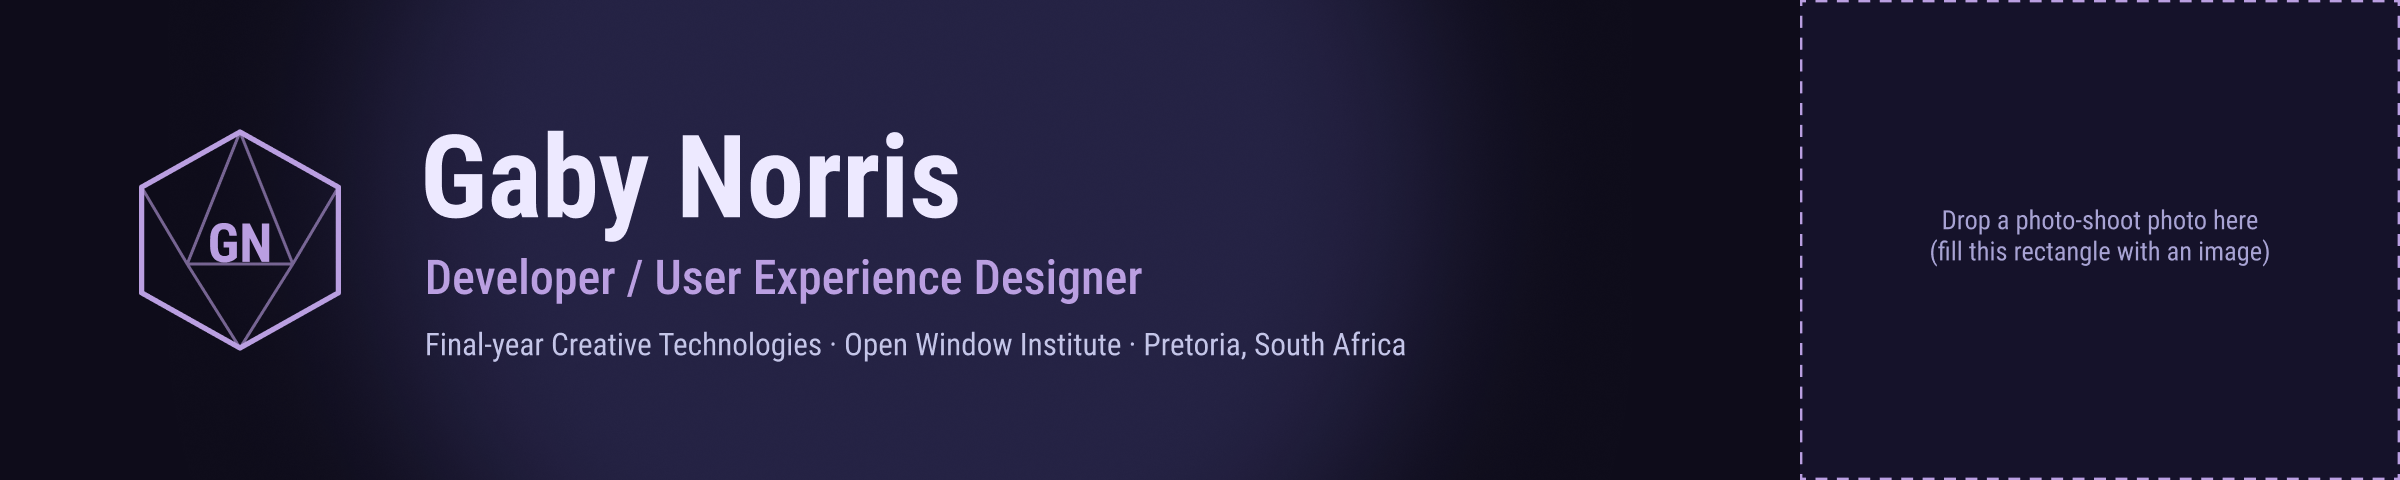 GN
Gaby Norris
Developer / User Experience Designer
Final-year Creative Technologies · Open Window Institute · Pretoria, South Africa
Drop a photo-shoot photo here
(fill this rectangle with an image)